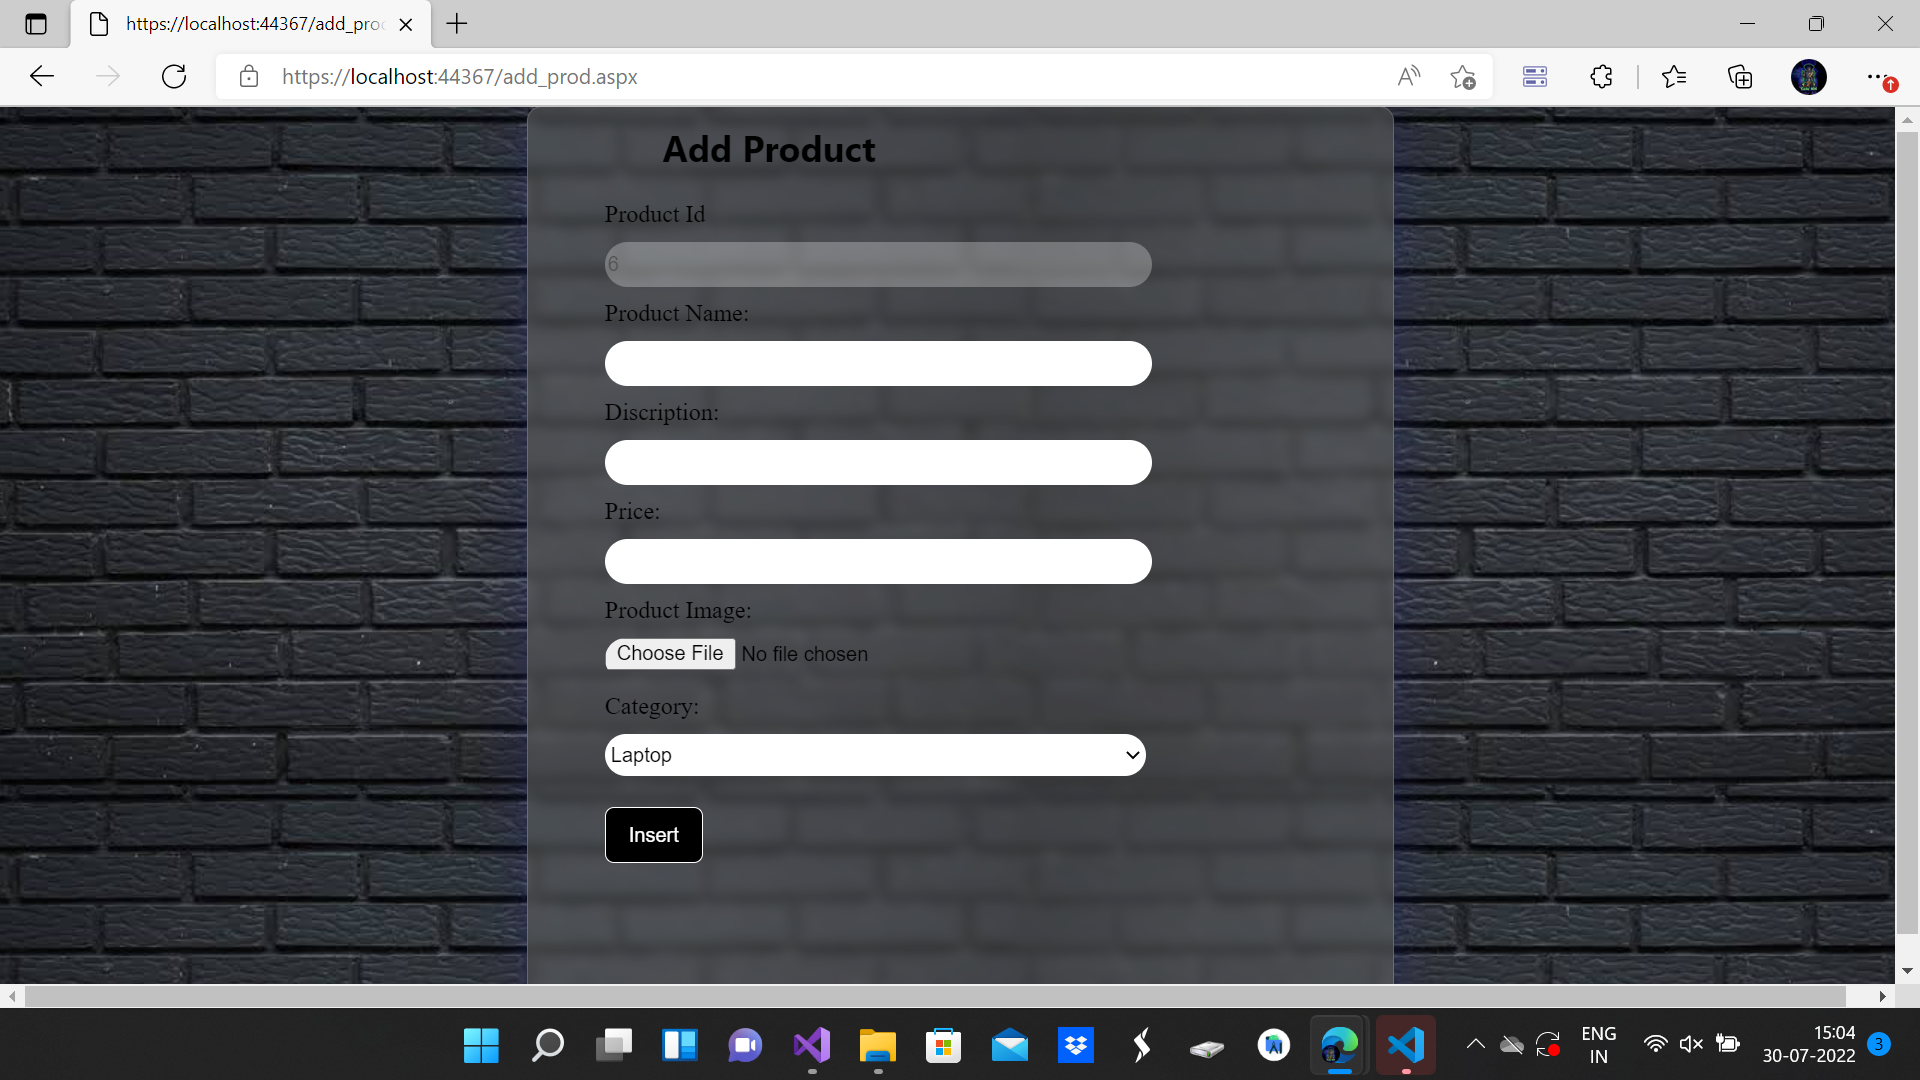 https://localhost:44367/add_pro
https://localhost:44367/add_prod.aspx
Add Product
Product Id
6
Product Name:
Discription:
Price:
Product Image:
Choose File No file chosen
Category:
Laptop
Insert
ENG
IN
15:04
30-07-2022
3